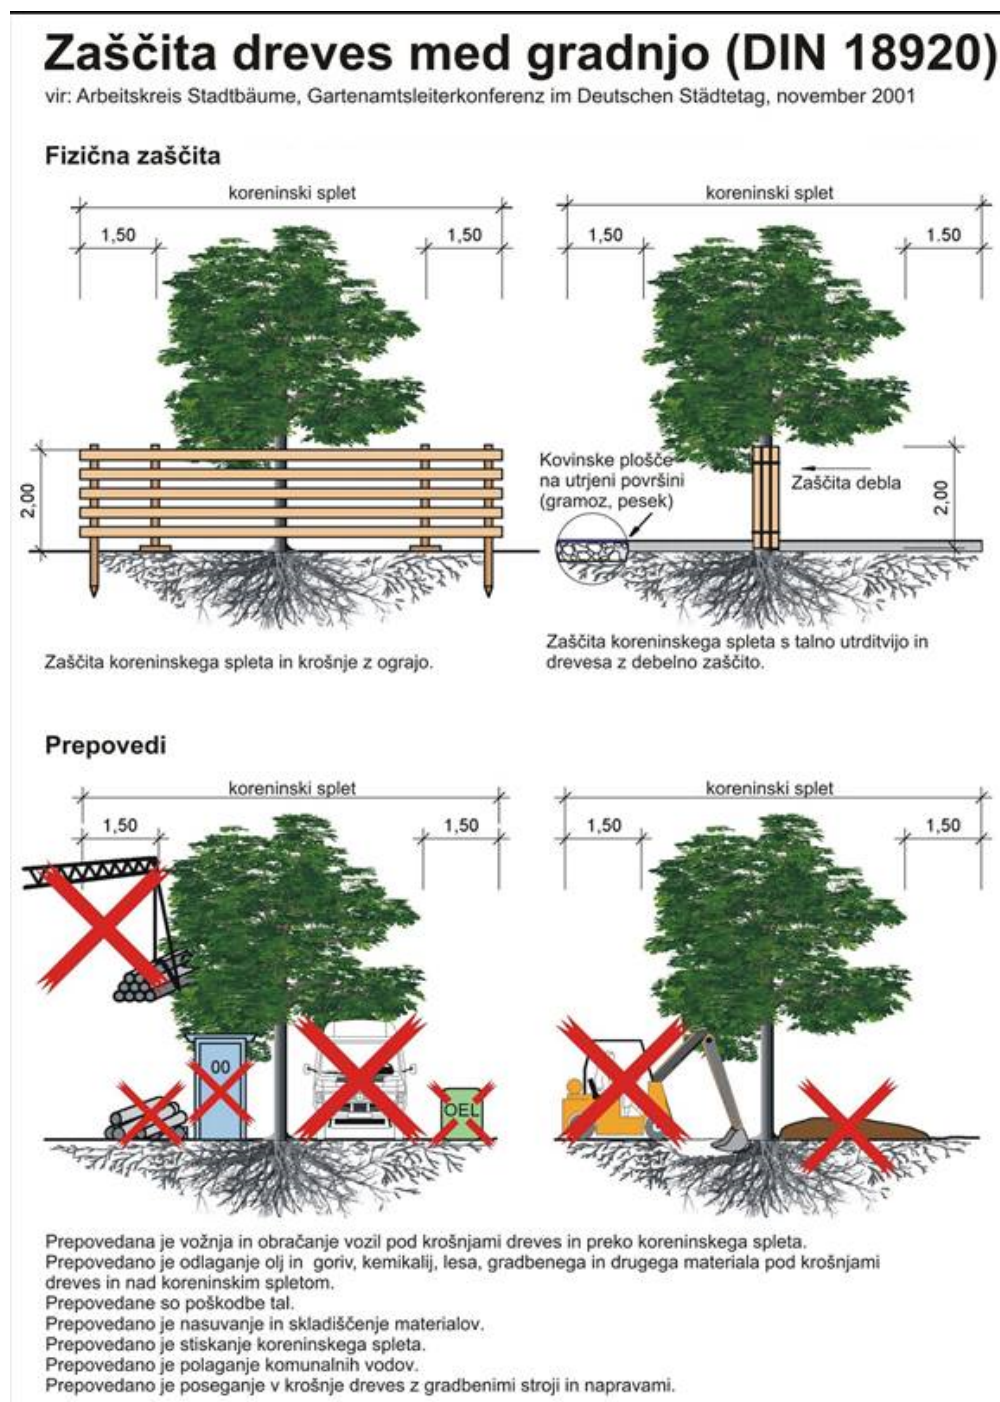 Zaščita dreves med gradnjo (DIN 18920)
vir: Arbeitskreis Stadtbäume, Gartenamtsleiterkonferenz im Deutschen Städtetag, november 2001
Fizična zaščita
koreninski splet
1,50
1,50
2,00
Zaščita koreninskega spleta in krošnje z ograjo.
koreninski splet
1,50
1.50
Kovinske plošče
na utrjeni površini
(gramoz, pesek)
Zaščita debla
2,00
Zaščita koreninskega spleta s talno utrditvijo in
drevesa z debelno zaščito.
Prepovedi
koreninski splet
1,50
1,50
00
OEL
koreninski splet
1,50
1,50
Prepovedana je vožnja in obračanje vozil pod krošnjami dreves in preko koreninskega spleta.
Prepovedano je odlaganje olj in goriv, kemikalij, lesa, gradbenega in drugega materiala pod krošnjami
dreves in nad koreninskim spletom.
Prepovedane so poškodbe tal.
Prepovedano je nasuvanje in skladiščenje materialov.
Prepovedano je stiskanje koreninskega spleta.
Prepovedano je polaganje komunalnih vodov.
Prepovedano je poseganje v krošnje dreves z gradbenimi stroji in napravami.